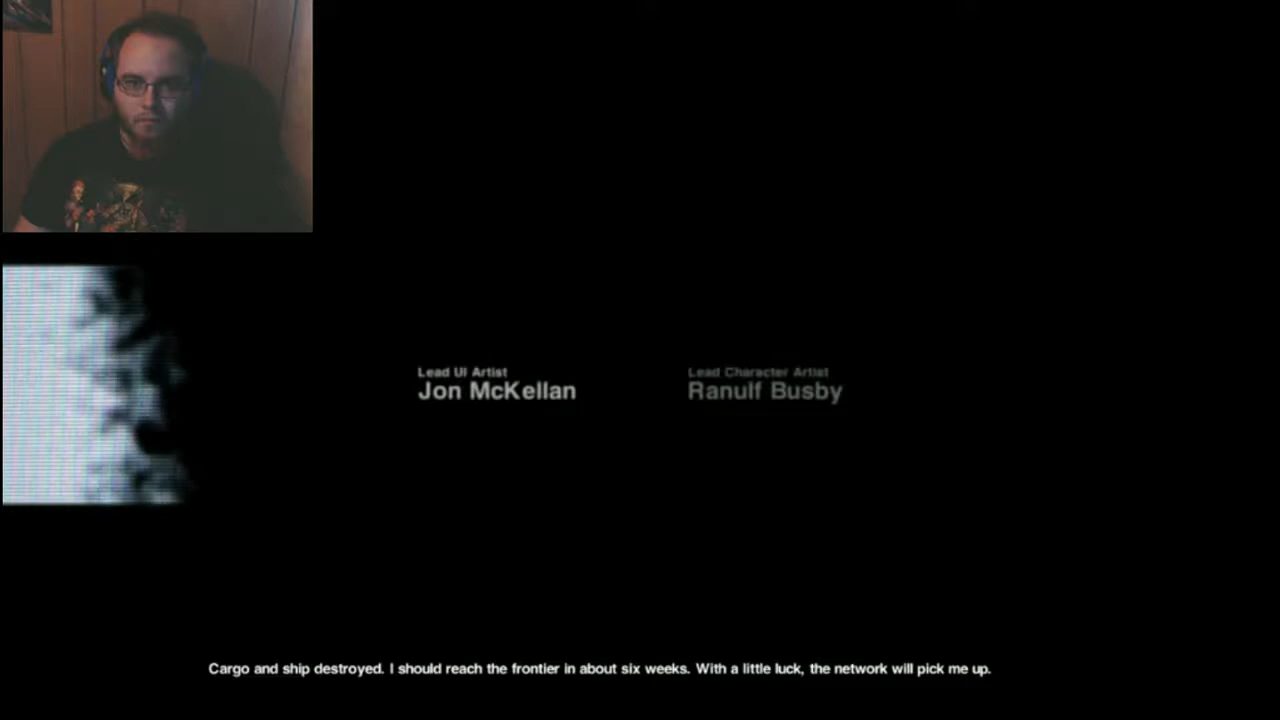 Lead UI Artist
Jon McKellan
Lead Character Artist
Ranulf Busby
Cargo and ship destroyed. I should reach the frontier in about six weeks. With a little luck, the network will pick me up.